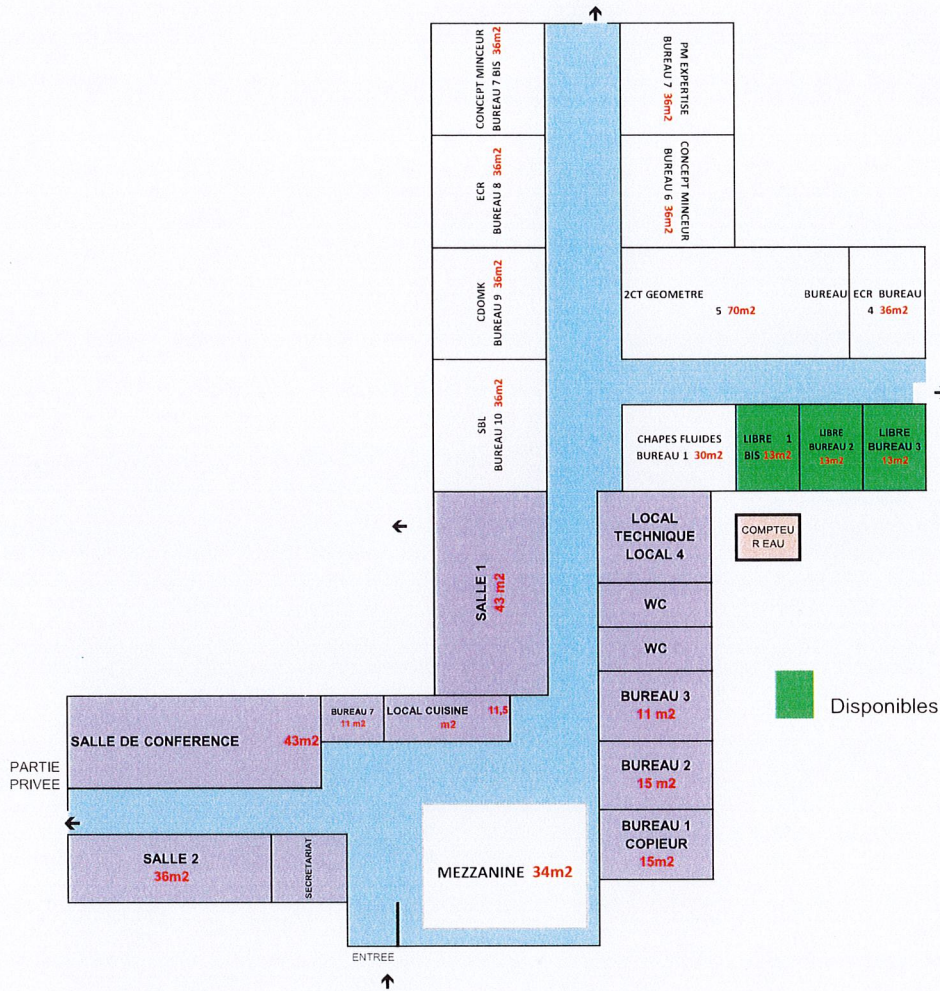 CONCEPT MINCEUR
BUREAU 7 BIS 36m2
PM EXPERTISE
BUREAU 7 36m2
ECR
BUREAU 8 36m2
CONCEPT MINCEUR
BUREAU 6 36m2
CDOMK
BUREAU 9 36m2
2CT GEOMETRE BUREAU
5 70m2
ECR BUREAU
4 36m2
SBL
BUREAU 10 36m2
CHAPES FLUIDES
BUREAU 1 30m2
LIBRE 1
BIS 13m2
LIBRE
BUREAU 2
13m2
LIBRE
BUREAU 3
13m2
SALLE 1
43 m2
LOCAL
TECHNIQUE
LOCAL 4
COMPTEU
R EAU
WC
WC
BUREAU 3
11 m2
Disponibles
SALLE DE CONFERENCE 43m2
BUREAU 7
11 m2
LOCAL CUISINE 11,5
m2
PARTIE
PRIVEE
BUREAU 2
15 m2
BUREAU 1
COPIEUR
15m2
SALLE 2
36m2
SECRETARIAT
MEZZANINE 34m2
ENTREE